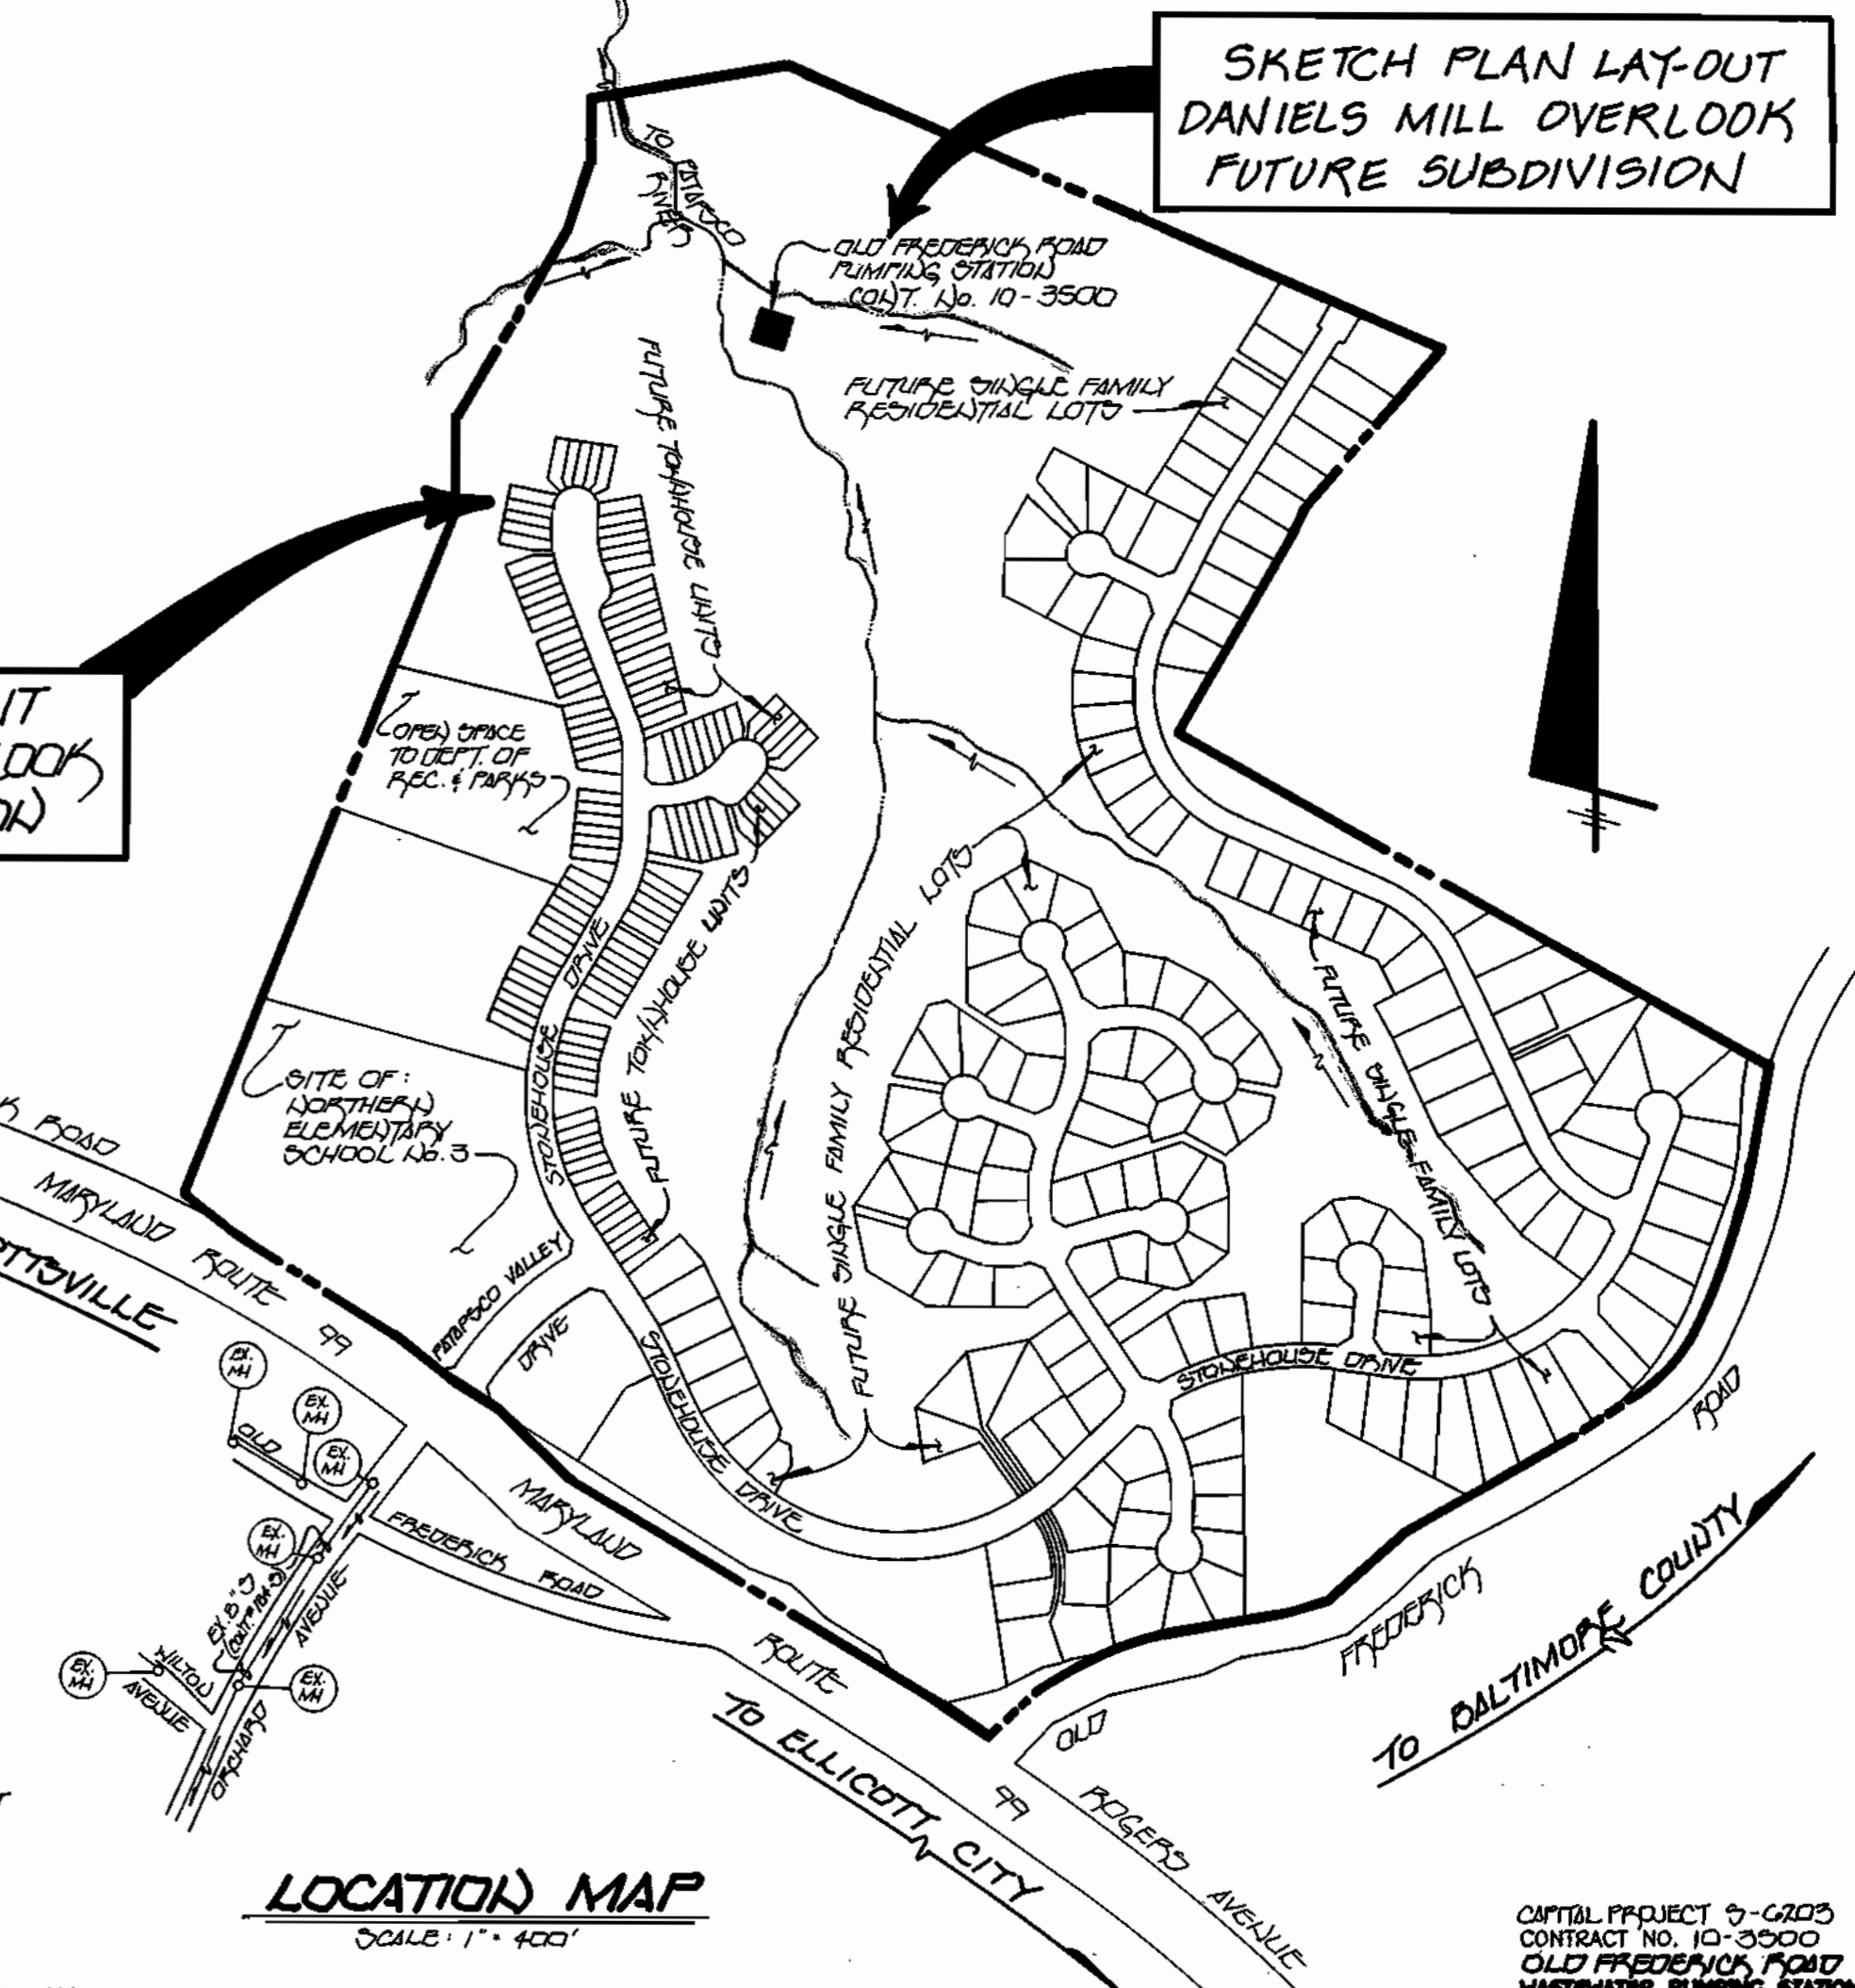 SKETCH PLAN LAY-OUT
DANIELS MILL OVERLOOK
FUTURE SUBDIVISION
TO PATAPSCO
RIVER
OLD FREDERICK ROAD
PUMPING STATION
CONT. No. 10-3500
FUTURE SINGLE FAMILY
RESIDENTIAL LOTS
FUTURE TOWNHOUSE UNITS
OPEN SPACE
TO DEPT. OF
REC. & PARKS
FUTURE TOWNHOUSE UNITS
FUTURE SINGLE FAMILY RESIDENTIAL LOTS
FUTURE SINGLE FAMILY LOTS
STONEHOUSE DRIVE
SITE OF:
NORTHERN
ELEMENTARY
SCHOOL No. 3
ROAD
MARYLAND ROUTE 99
PATAPSCO VALLEY
DRIVE
STONEHOUSE DRIVE
STONEHOUSE DRIVE
EX.
MH
EX.
MH
EX.
MH
EX.
MH
EX.
MH
EX.
MH
OLD
FREDERICK ROAD
EX. 8" S
WILTON
AVENUE
ORCHARD
AVENUE
MARYLAND
ROUTE
99
TO ELLICOTT CITY
OLD
FREDERICK
ROAD
TO BALTIMORE COUNTY
ROGERS
AVENUE
LOCATION MAP
SCALE: 1" = 400'
CAPITAL PROJECT S-6203
CONTRACT NO. 10-3500
OLD FREDERICK ROAD
WASTEWATER PUMPING STATION